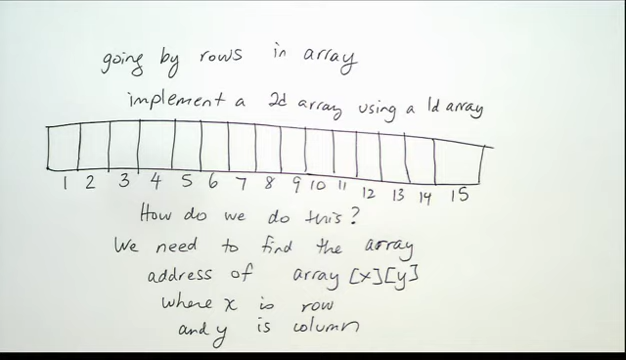 going by rows in array
implement a 2d array using a 1d array
1 2 3 4 5 6 7 8 9 10 11 12 13 14 15
How do we do this?
We need to find the array
address of array [x][y]
where x is row
and y is column